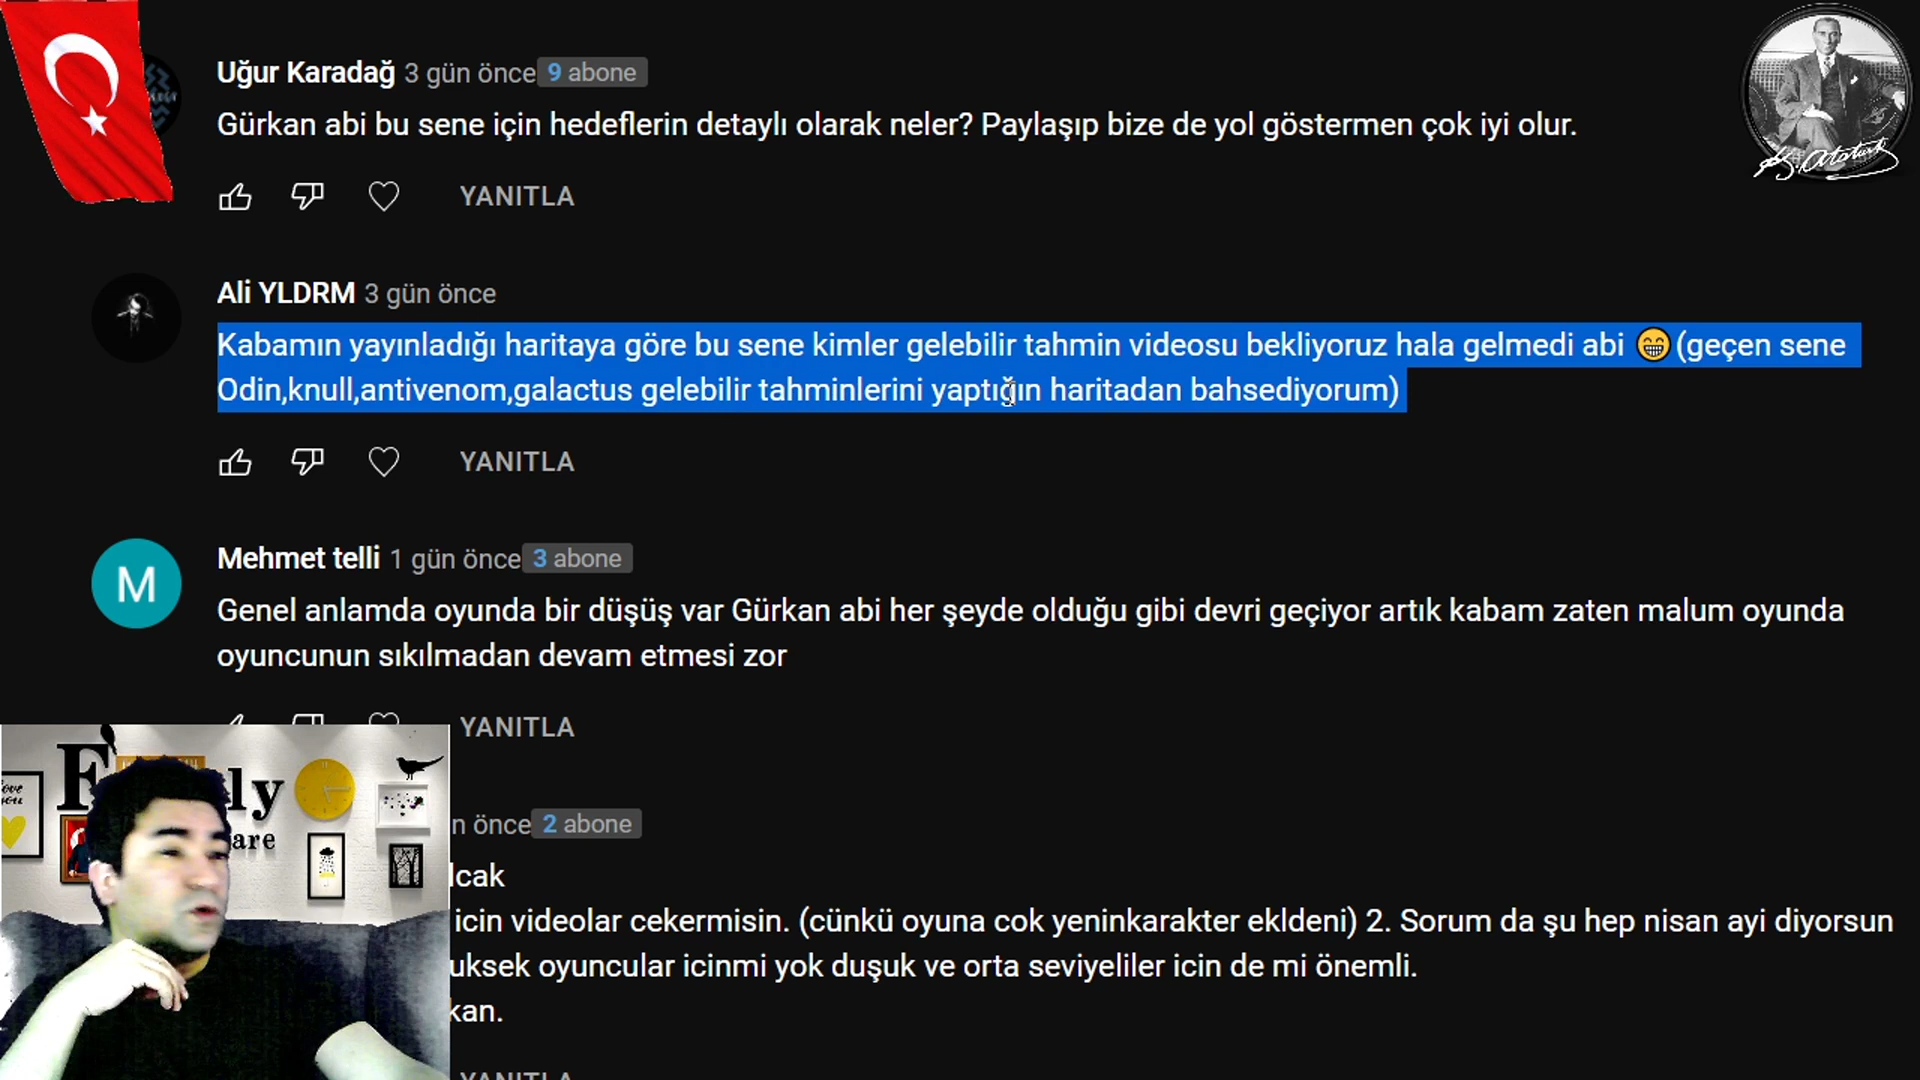 Uğur Karadağ 3 gün önce 9 abone
Gürkan abi bu sene için hedeflerin detaylı olarak neler? Paylaşıp bize de yol göstermen çok iyi olur.
YANITLA
Ali YLDRM 3 gün önce
Kabamın yayınladığı haritaya göre bu sene kimler gelebilir tahmin videosu bekliyoruz hala gelmedi abi 😁(geçen sene
Odin,knull,antivenom,galactus gelebilir tahminlerini yaptığın haritadan bahsediyorum)
YANITLA
M
Mehmet telli 1 gün önce 3 abone
Genel anlamda oyunda bir düşüş var Gürkan abi her şeyde olduğu gibi devri geçiyor artık kabam zaten malum oyunda
oyuncunun sıkılmadan devam etmesi zor
YANITLA
n önce 2 abone
lcak
icin videolar cekermisin. (cünkü oyuna cok yeninkarakter ekldeni) 2. Sorum da şu hep nisan ayi diyorsun
uksek oyuncular icinmi yok duşuk ve orta seviyeliler icin de mi önemli.
kan.
YANITLA
K. Atatürk
F ly
are
love
you